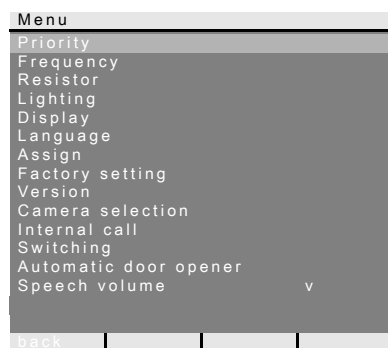 Menu
Priority
Frequency
Resistor
Lighting
Display
Language
Assign
Factory setting
Version
Camera selection
Internal call
Switching
Automatic door opener
Speech volume v
back